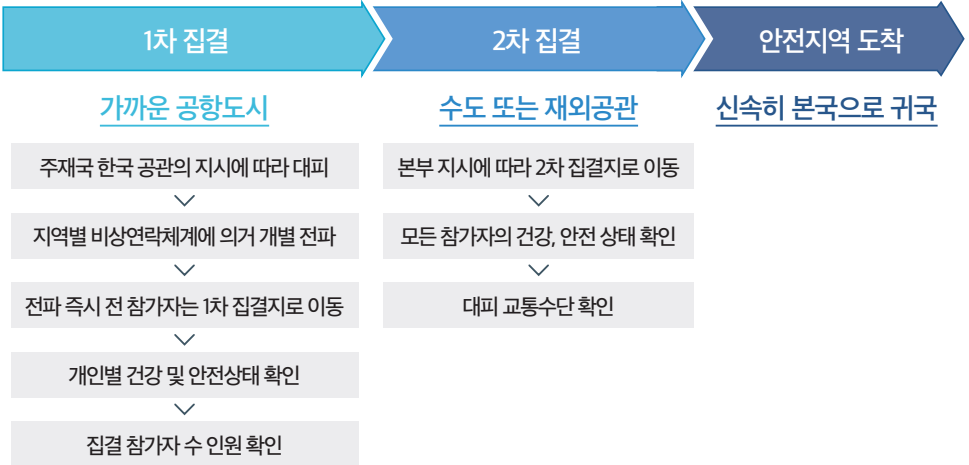 1차 집결
가까운 공항도시
주재국 한국 공관의 지시에 따라 대피
지역별 비상연락체계에 의거 개별 전파
전파 즉시 전 참가자는 1차 집결지로 이동
개인별 건강 및 안전상태 확인
집결 참가자 수 인원 확인
2차 집결
수도 또는 재외공관
본부 지시에 따라 2차 집결지로 이동
모든 참가자의 건강, 안전 상태 확인
대피 교통수단 확인
안전지역 도착
신속히 본국으로 귀국